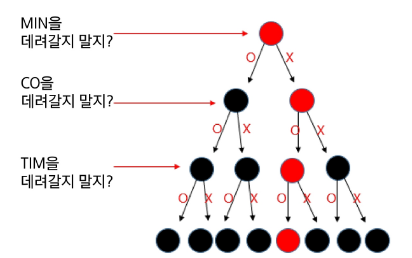 MIN을
데려갈지 말지?
O X
CO을
데려갈지 말지?
O X O X
TIM을
데려갈지 말지?
O X O X O X O X